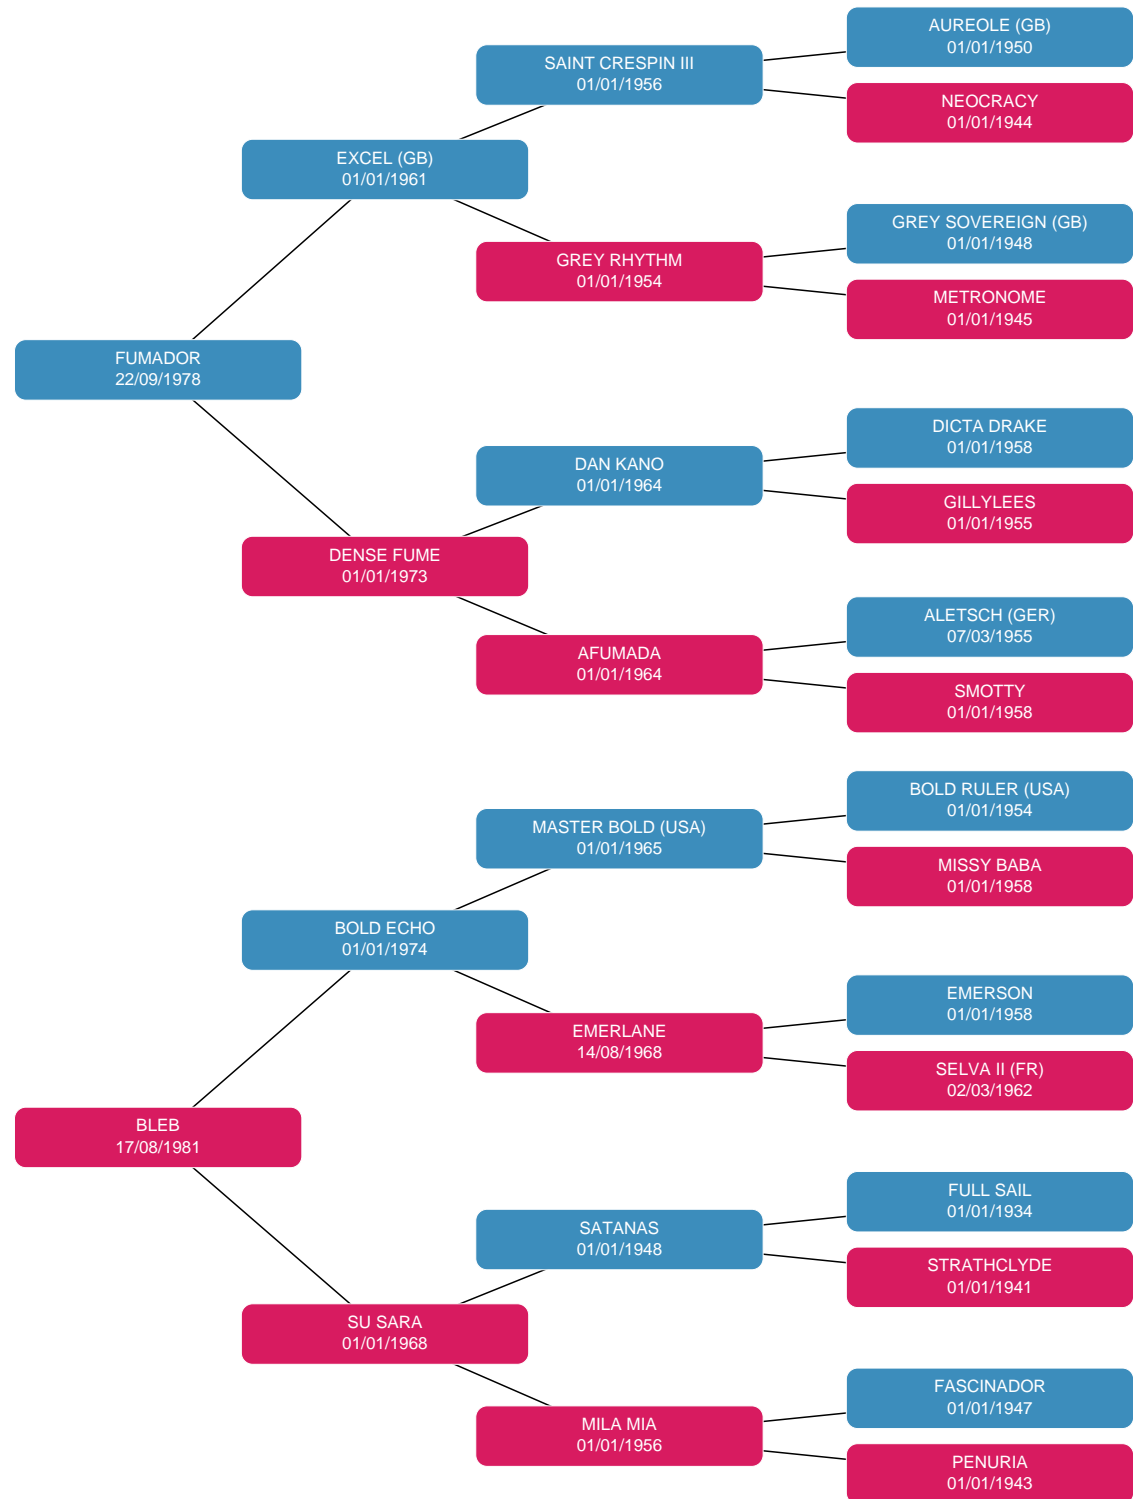 AUREOLE (GB)
01/01/1950
SAINT CRESPIN III
01/01/1956
NEOCRACY
01/01/1944
EXCEL (GB)
01/01/1961
GREY SOVEREIGN (GB)
01/01/1948
GREY RHYTHM
01/01/1954
METRONOME
01/01/1945
FUMADOR
22/09/1978
DICTA DRAKE
01/01/1958
DAN KANO
01/01/1964
GILLYLEES
01/01/1955
DENSE FUME
01/01/1973
ALETSCH (GER)
07/03/1955
AFUMADA
01/01/1964
SMOTTY
01/01/1958
BOLD RULER (USA)
01/01/1954
MASTER BOLD (USA)
01/01/1965
MISSY BABA
01/01/1958
BOLD ECHO
01/01/1974
EMERSON
01/01/1958
EMERLANE
14/08/1968
SELVA II (FR)
02/03/1962
BLEB
17/08/1981
FULL SAIL
01/01/1934
SATANAS
01/01/1948
STRATHCLYDE
01/01/1941
SU SARA
01/01/1968
FASCINADOR
01/01/1947
MILA MIA
01/01/1956
PENURIA
01/01/1943